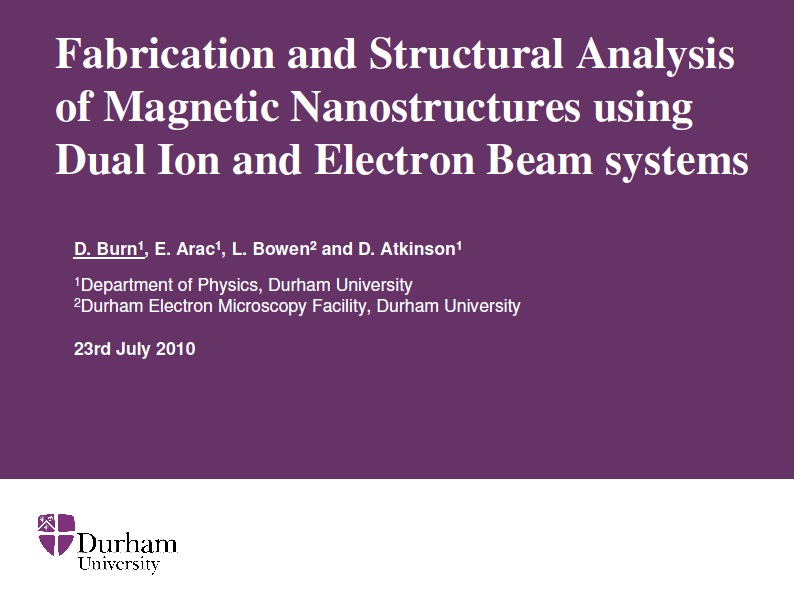 Fabrication and Structural Analysis
of Magnetic Nanostructures using
Dual Ion and Electron Beam systems
D. Burn¹, E. Arac¹, L. Bowen² and D. Atkinson¹
¹Department of Physics, Durham University
²Durham Electron Microscopy Facility, Durham University
23rd July 2010
Durham
University